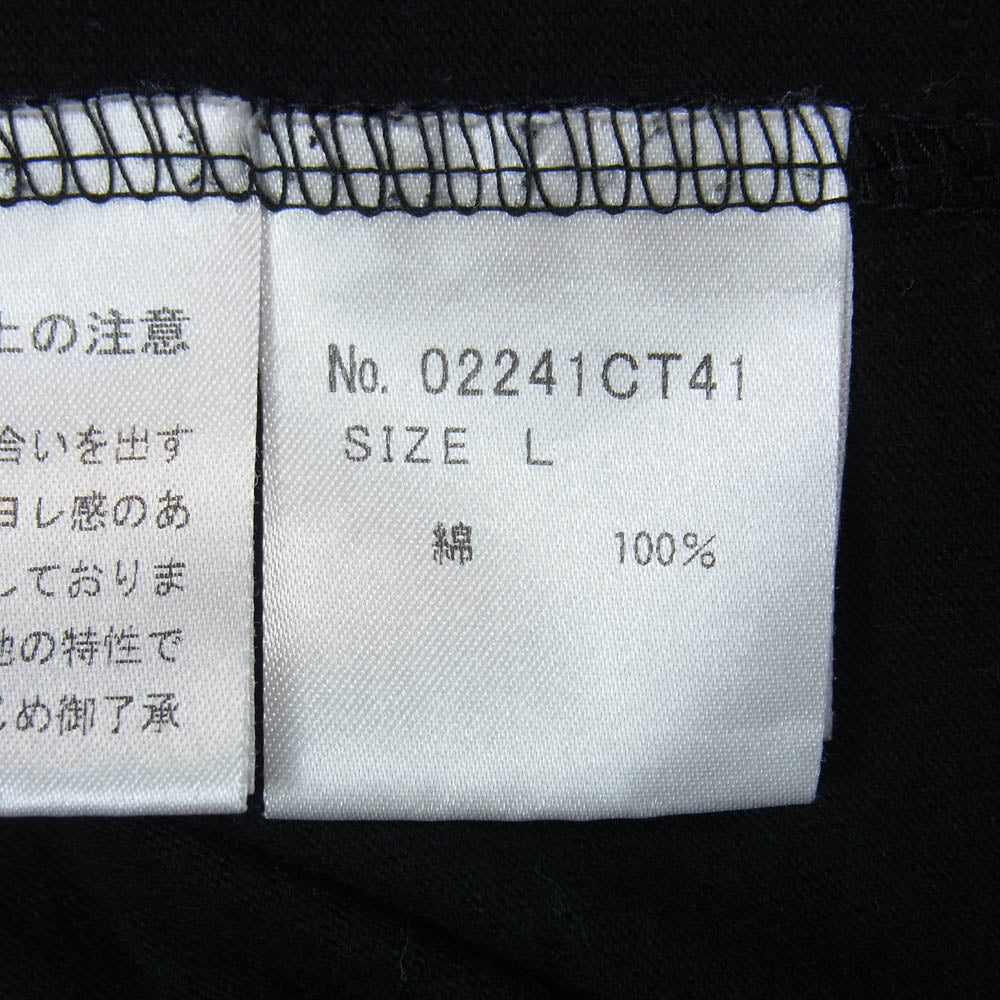 上の注意
合いを出す
ヨレ感のあ
しております
地の特性で
じめ御了承
No. 02241CT41
SIZE L
綿 100%